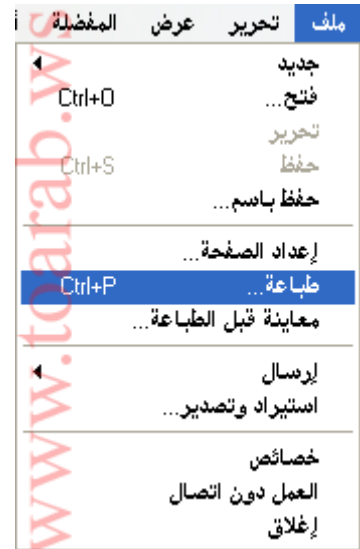 ملف تحرير عرض المفضلة أ
جديد
فتح... Ctrl+O
تحرير
حفظ Ctrl+S
حفظ باسم...
إعداد الصفحة...
طباعة... Ctrl+P
معاينة قبل الطباعة...
إرسال
استيراد وتصدير...
خصائص
العمل دون اتصال
إغلاق
www.toarab.ws